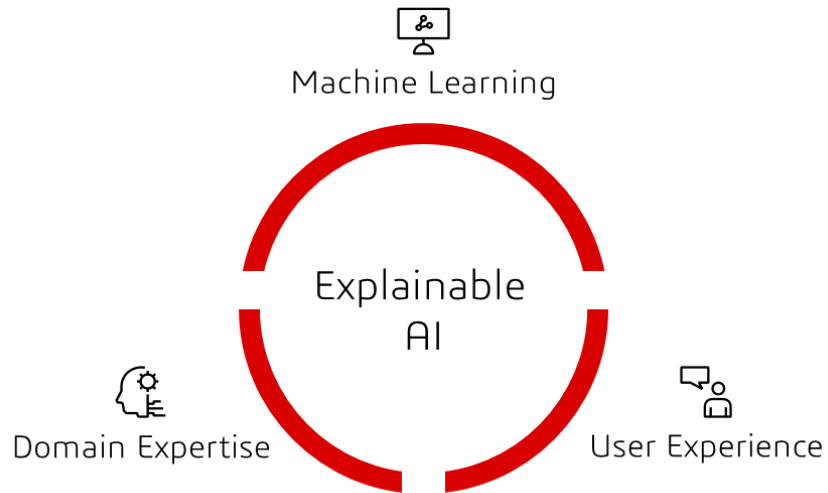 Machine Learning
Explainable
AI
Domain Expertise
User Experience